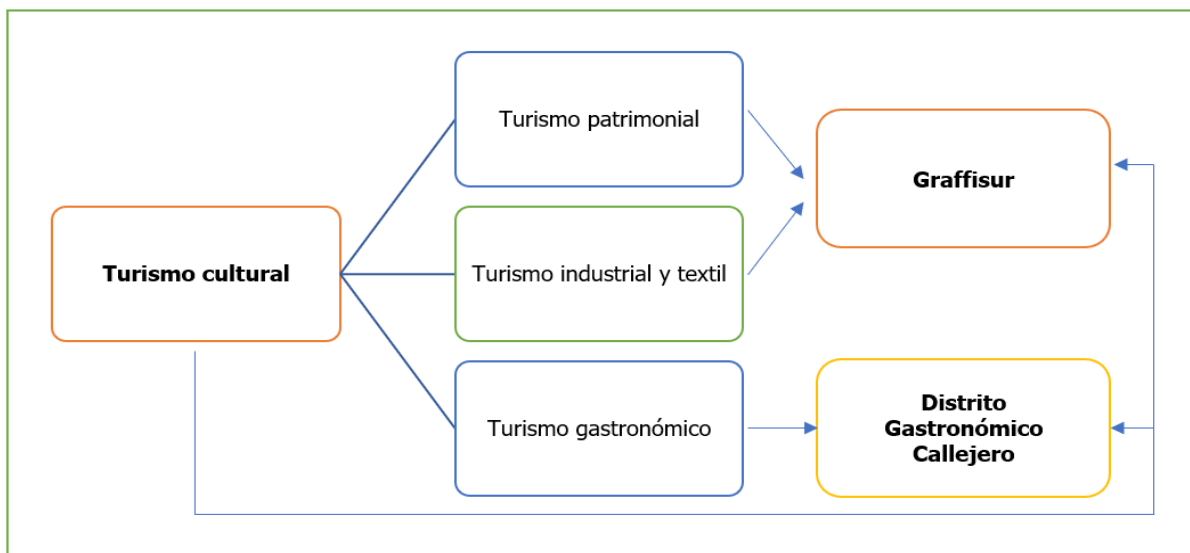 Turismo patrimonial
Graffisur
Turismo cultural
Turismo industrial y textil
Turismo gastronómico
Distrito
Gastronómico
Callejero